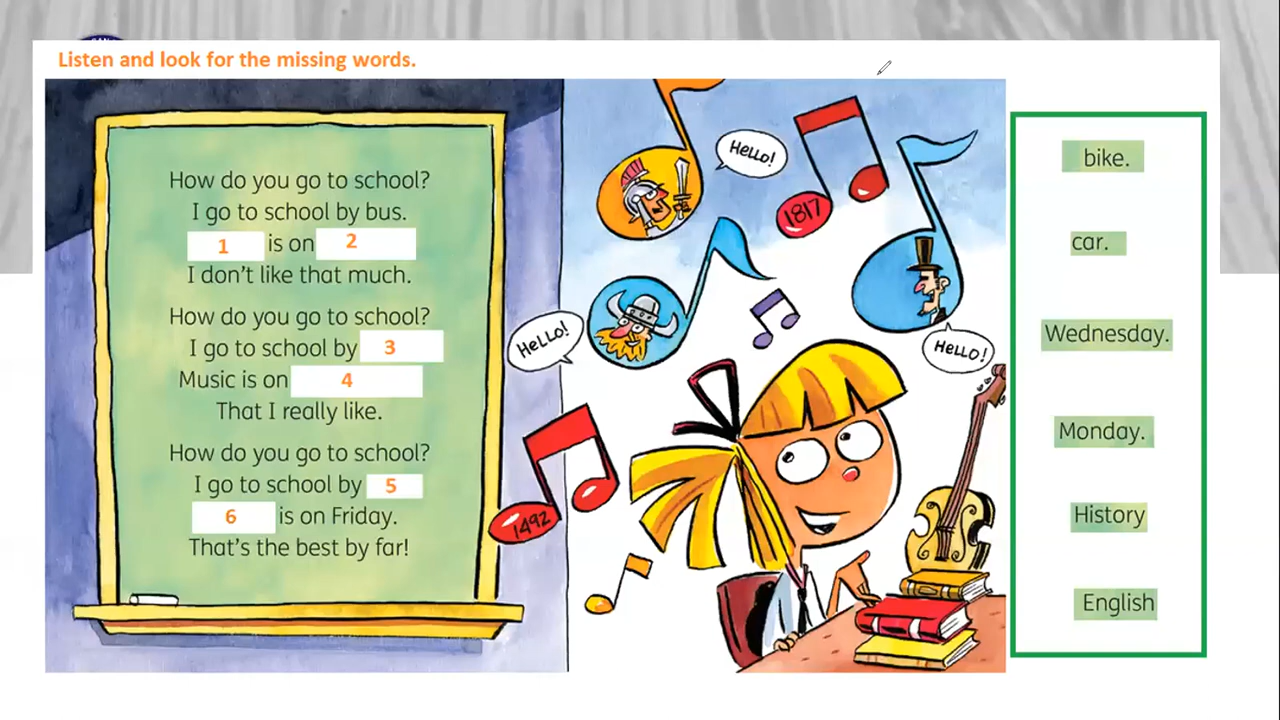 Listen and look for the missing words.
How do you go to school?
I go to school by bus.
1 is on 2
I don't like that much.
How do you go to school?
I go to school by 3
Music is on 4
That I really like.
How do you go to school?
I go to school by 5
6 is on Friday.
That's the best by far!
Hello!
1817
Hello!
Hello!
1492
bike.
car.
Wednesday.
Monday.
History
English